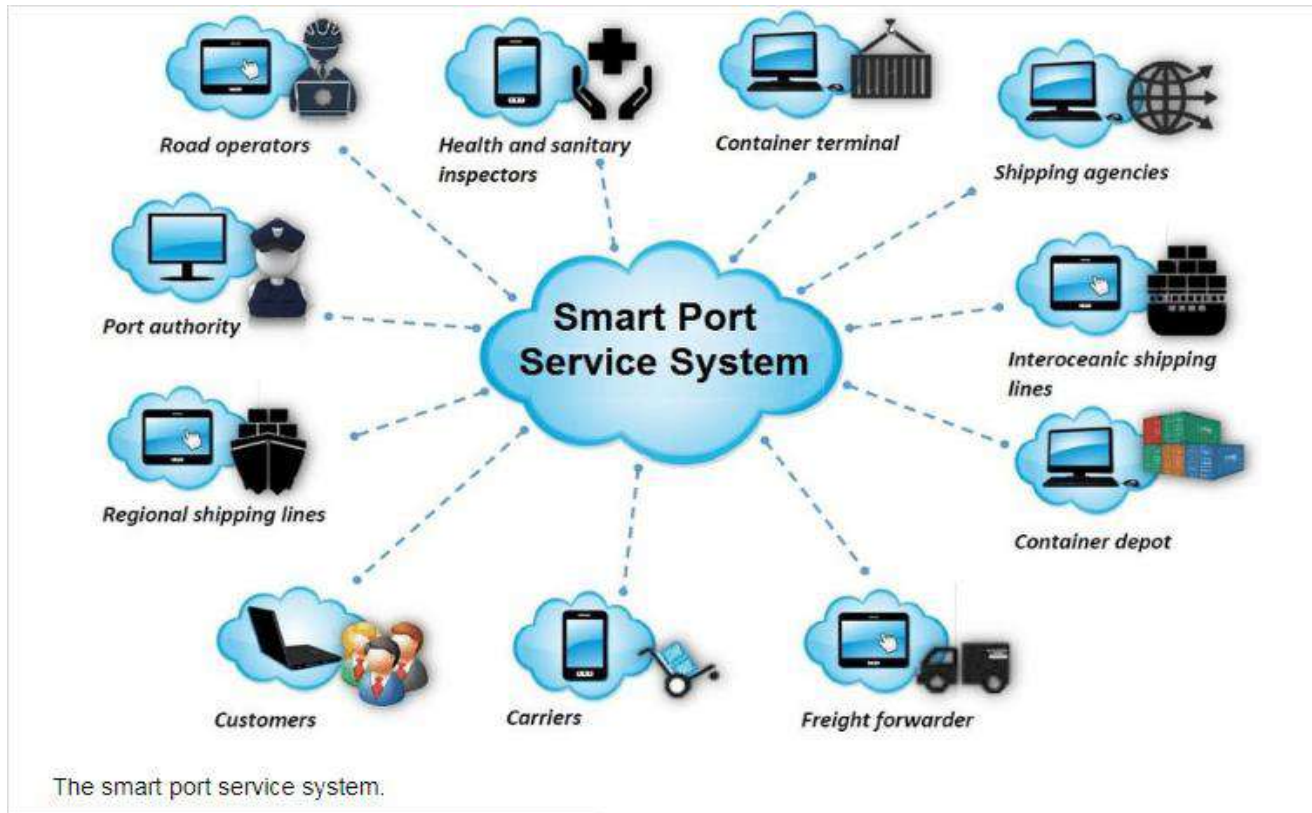 Road operators
Health and sanitary
inspectors
Container terminal
Shipping agencies
Port authority
Smart Port
Service System
Interoceanic shipping
lines
Regional shipping lines
Container depot
Customers
Carriers
Freight forwarder
The smart port service system.